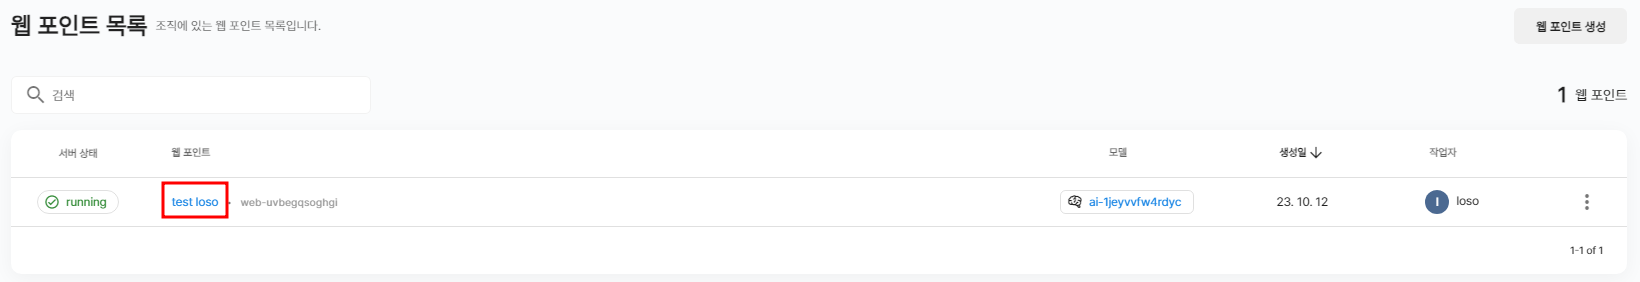 웹 포인트 목록 조직에 있는 웹 포인트 목록입니다.
웹 포인트 생성
검색
1 웹 포인트
서버 상태 웹 포인트 모델 생성일 작업자
running test loso · web-uvbegqsoghgi ai-1jeyvvfw4rdyc 23. 10. 12 l loso
1-1 of 1